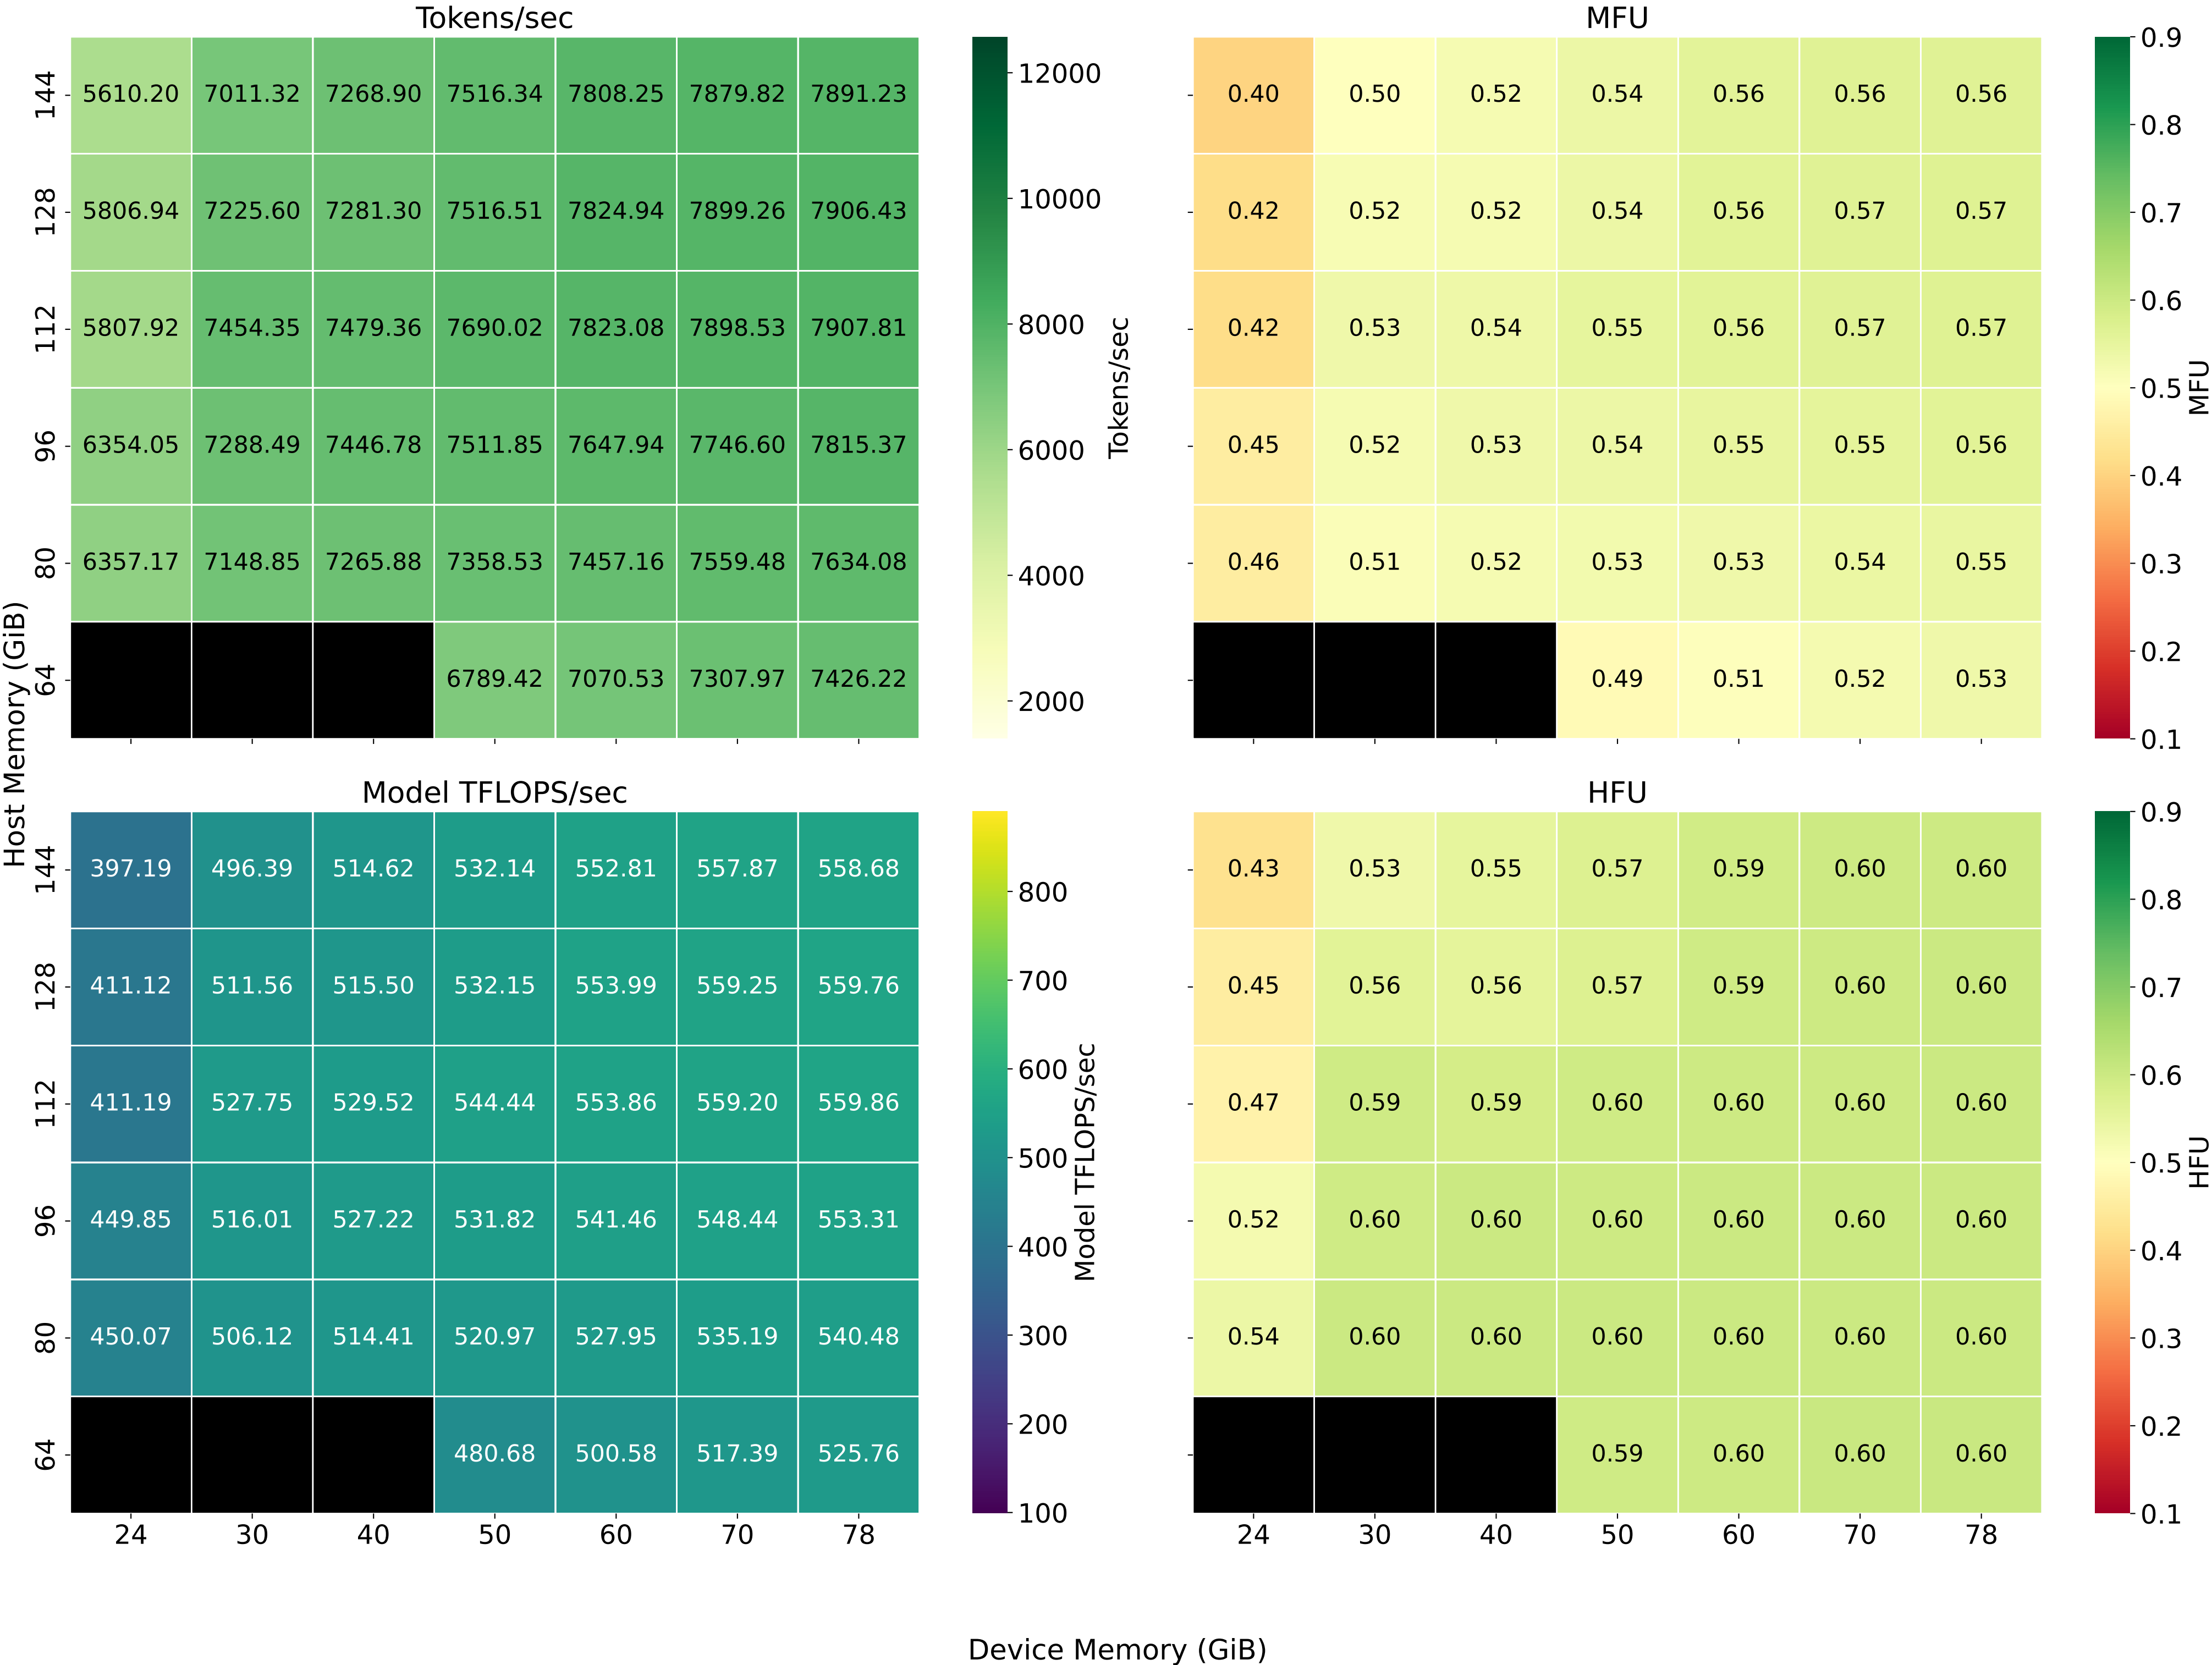 Tokens/sec
144 5610.20 7011.32 7268.90 7516.34 7808.25 7879.82 7891.23
128 5806.94 7225.60 7281.30 7516.51 7824.94 7899.26 7906.43
112 5807.92 7454.35 7479.36 7690.02 7823.08 7898.53 7907.81
96 6354.05 7288.49 7446.78 7511.85 7647.94 7746.60 7815.37
80 6357.17 7148.85 7265.88 7358.53 7457.16 7559.48 7634.08
64 6789.42 7070.53 7307.97 7426.22
12000
10000
8000
6000
4000
2000
Tokens/sec
MFU
0.40 0.50 0.52 0.54 0.56 0.56 0.56
0.42 0.52 0.52 0.54 0.56 0.57 0.57
0.42 0.53 0.54 0.55 0.56 0.57 0.57
0.45 0.52 0.53 0.54 0.55 0.55 0.56
0.46 0.51 0.52 0.53 0.53 0.54 0.55
0.49 0.51 0.52 0.53
0.9
0.8
0.7
0.6
0.5
0.4
0.3
0.2
0.1
MFU
Host Memory (GiB)
Model TFLOPS/sec
144 397.19 496.39 514.62 532.14 552.81 557.87 558.68
128 411.12 511.56 515.50 532.15 553.99 559.25 559.76
112 411.19 527.75 529.52 544.44 553.86 559.20 559.86
96 449.85 516.01 527.22 531.82 541.46 548.44 553.31
80 450.07 506.12 514.41 520.97 527.95 535.19 540.48
64 480.68 500.58 517.39 525.76
24 30 40 50 60 70 78
800
700
600
500
400
300
200
100
Model TFLOPS/sec
HFU
0.43 0.53 0.55 0.57 0.59 0.60 0.60
0.45 0.56 0.56 0.57 0.59 0.60 0.60
0.47 0.59 0.59 0.60 0.60 0.60 0.60
0.52 0.60 0.60 0.60 0.60 0.60 0.60
0.54 0.60 0.60 0.60 0.60 0.60 0.60
0.59 0.60 0.60 0.60
24 30 40 50 60 70 78
0.9
0.8
0.7
0.6
0.5
0.4
0.3
0.2
0.1
HFU
Device Memory (GiB)